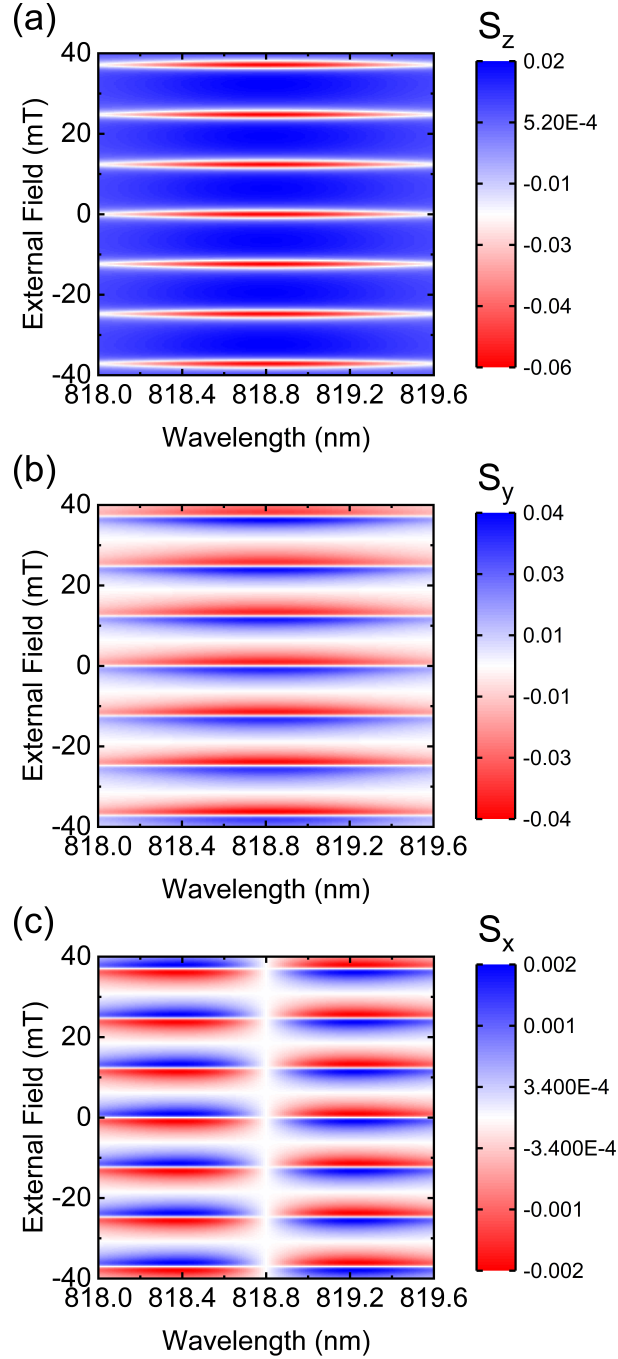 (a)
S_z
External Field (mT)
40
20
0
-20
-40
818.0 818.4 818.8 819.2 819.6
Wavelength (nm)
0.02
5.20E-4
-0.01
-0.03
-0.04
-0.06
(b)
S_y
External Field (mT)
40
20
0
-20
-40
818.0 818.4 818.8 819.2 819.6
Wavelength (nm)
0.04
0.03
0.01
-0.01
-0.03
-0.04
(c)
S_x
External Field (mT)
40
20
0
-20
-40
818.0 818.4 818.8 819.2 819.6
Wavelength (nm)
0.002
0.001
3.400E-4
-3.400E-4
-0.001
-0.002